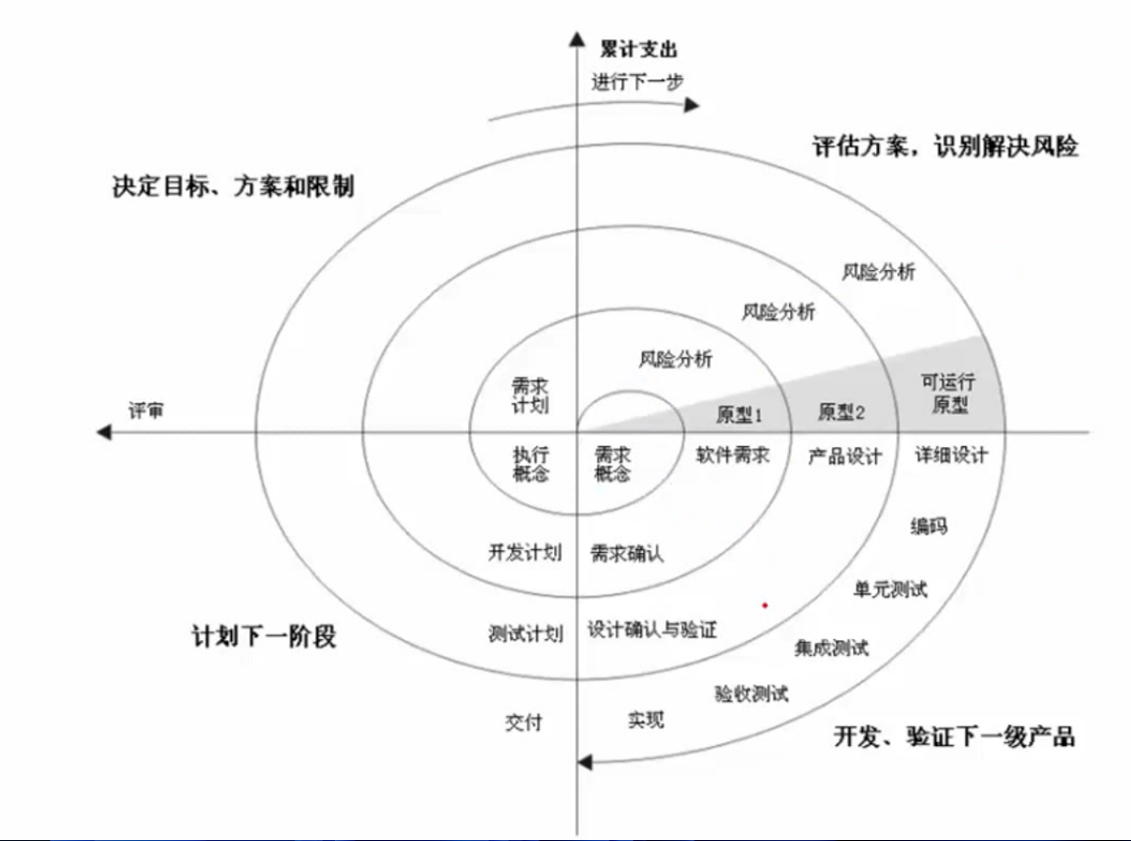 累计支出
进行下一步
评估方案，识别解决风险
决定目标、方案和限制
风险分析
风险分析
风险分析
需求
计划
可运行
原型
评审
原型1
原型2
执行
概念
需求
概念
软件需求
产品设计
详细设计
编码
开发计划
需求确认
单元测试
计划下一阶段
测试计划
设计确认与验证
集成测试
验收测试
交付
实现
开发、验证下一级产品